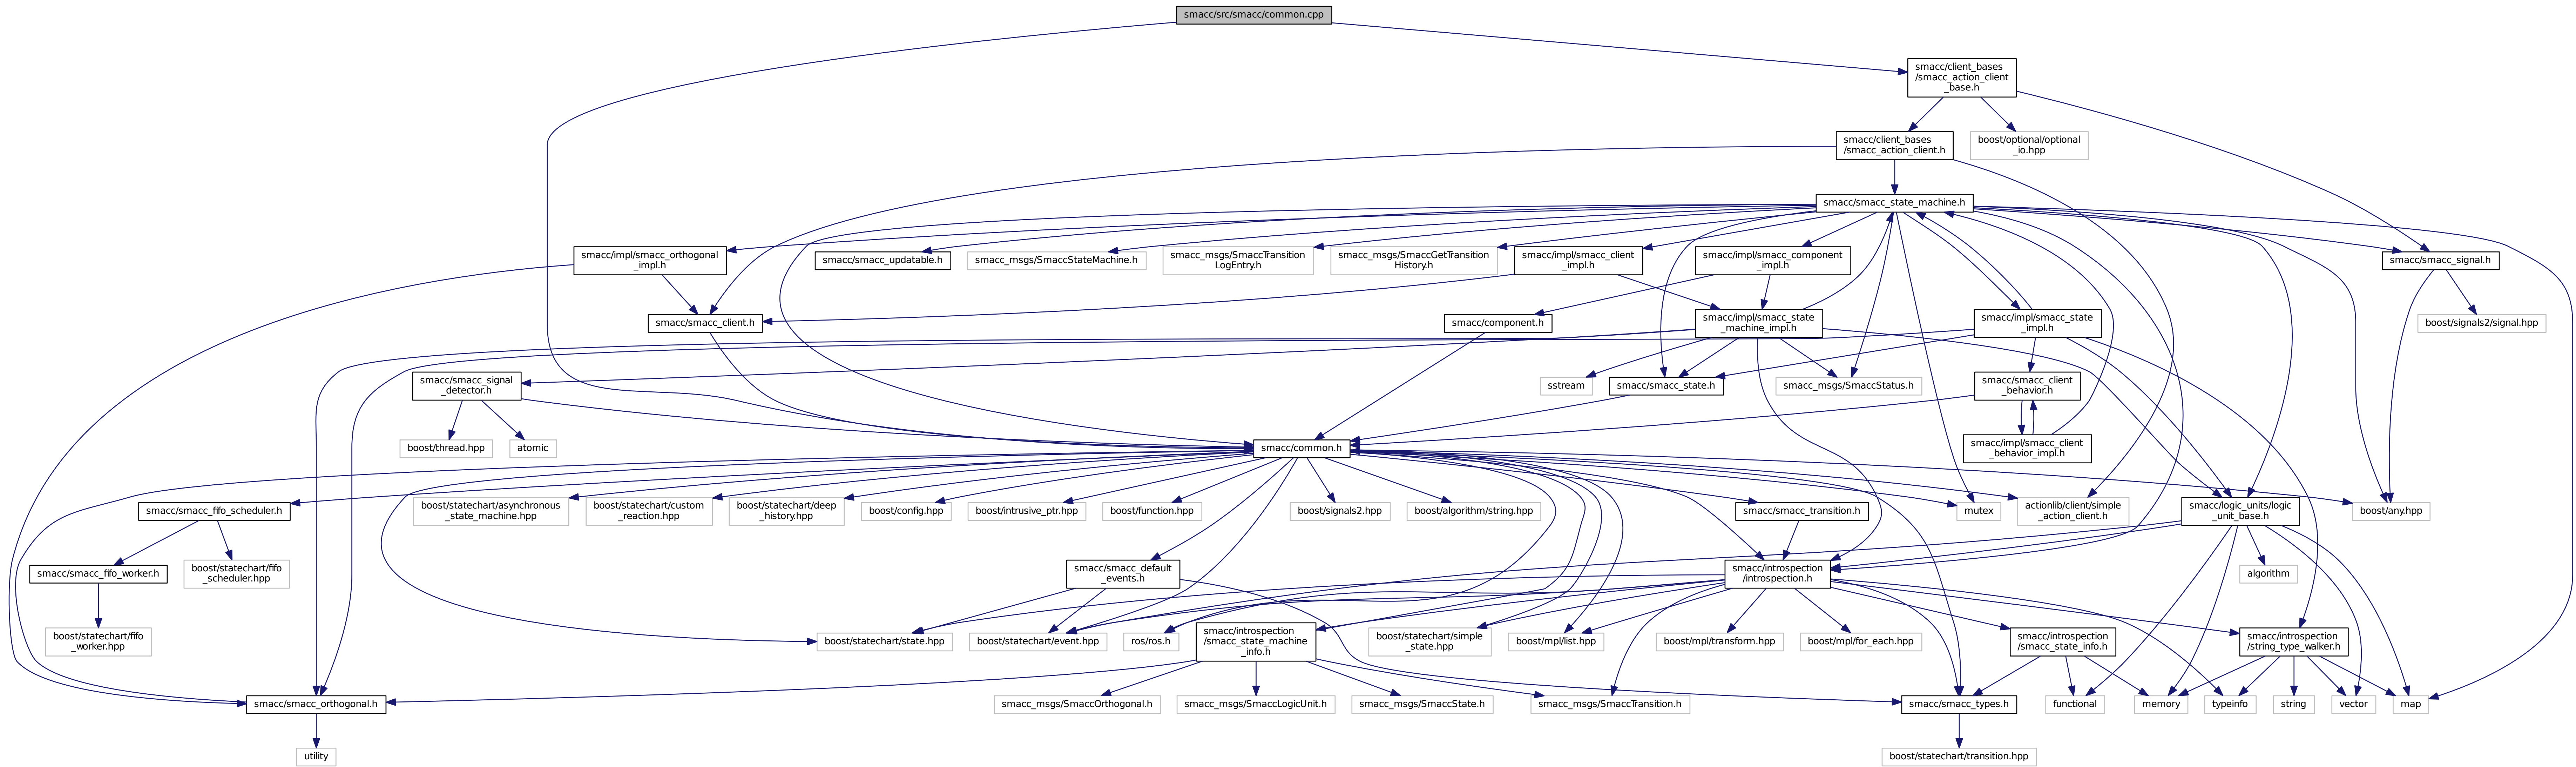 smacc/src/smacc/common.cpp
smacc/client_bases
/smacc_action_client
_base.h
smacc/client_bases
/smacc_action_client.h
boost/optional/optional
_io.hpp
smacc/smacc_state_machine.h
smacc/impl/smacc_orthogonal
_impl.h
smacc/smacc_updatable.h
smacc_msgs/SmaccStateMachine.h
smacc_msgs/SmaccTransition
LogEntry.h
smacc_msgs/SmaccGetTransition
History.h
smacc/impl/smacc_client
_impl.h
smacc/impl/smacc_component
_impl.h
smacc/smacc_signal.h
smacc/smacc_client.h
smacc/component.h
smacc/impl/smacc_state
_machine_impl.h
smacc/impl/smacc_state
_impl.h
boost/signals2/signal.hpp
smacc/smacc_signal
_detector.h
sstream
smacc/smacc_state.h
smacc_msgs/SmaccStatus.h
smacc/smacc_client
_behavior.h
boost/thread.hpp
atomic
smacc/common.h
smacc/impl/smacc_client
_behavior_impl.h
smacc/smacc_fifo_scheduler.h
boost/statechart/asynchronous
_state_machine.hpp
boost/statechart/custom
_reaction.hpp
boost/statechart/deep
_history.hpp
boost/config.hpp
boost/intrusive_ptr.hpp
boost/function.hpp
boost/signals2.hpp
boost/algorithm/string.hpp
smacc/smacc_transition.h
mutex
actionlib/client/simple
_action_client.h
smacc/logic_units/logic
_unit_base.h
boost/any.hpp
smacc/smacc_fifo_worker.h
boost/statechart/fifo
_scheduler.hpp
smacc/smacc_default
_events.h
smacc/introspection
/introspection.h
algorithm
boost/statechart/fifo
_worker.hpp
boost/statechart/state.hpp
boost/statechart/event.hpp
ros/ros.h
smacc/introspection
/smacc_state_machine
_info.h
boost/statechart/simple
_state.hpp
boost/mpl/list.hpp
boost/mpl/transform.hpp
boost/mpl/for_each.hpp
smacc/introspection
/smacc_state_info.h
smacc/introspection
/string_type_walker.h
smacc/smacc_orthogonal.h
smacc_msgs/SmaccOrthogonal.h
smacc_msgs/SmaccLogicUnit.h
smacc_msgs/SmaccState.h
smacc_msgs/SmaccTransition.h
smacc/smacc_types.h
functional
memory
typeinfo
string
vector
map
utility
boost/statechart/transition.hpp